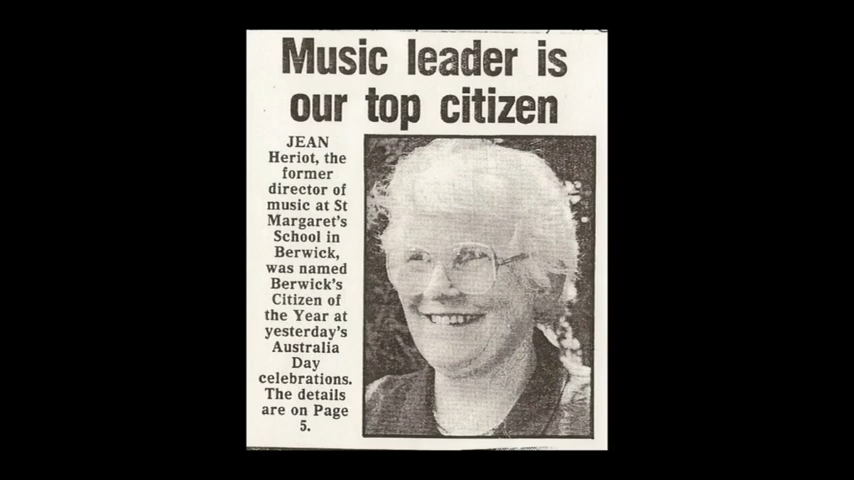 Music leader is
our top citizen
JEAN
Heriot, the
former
director of
music at St
Margaret's
School in
Berwick,
was named
Berwick's
Citizen of
the Year at
yesterday's
Australia
Day
celebrations.
The details
are on Page
5.